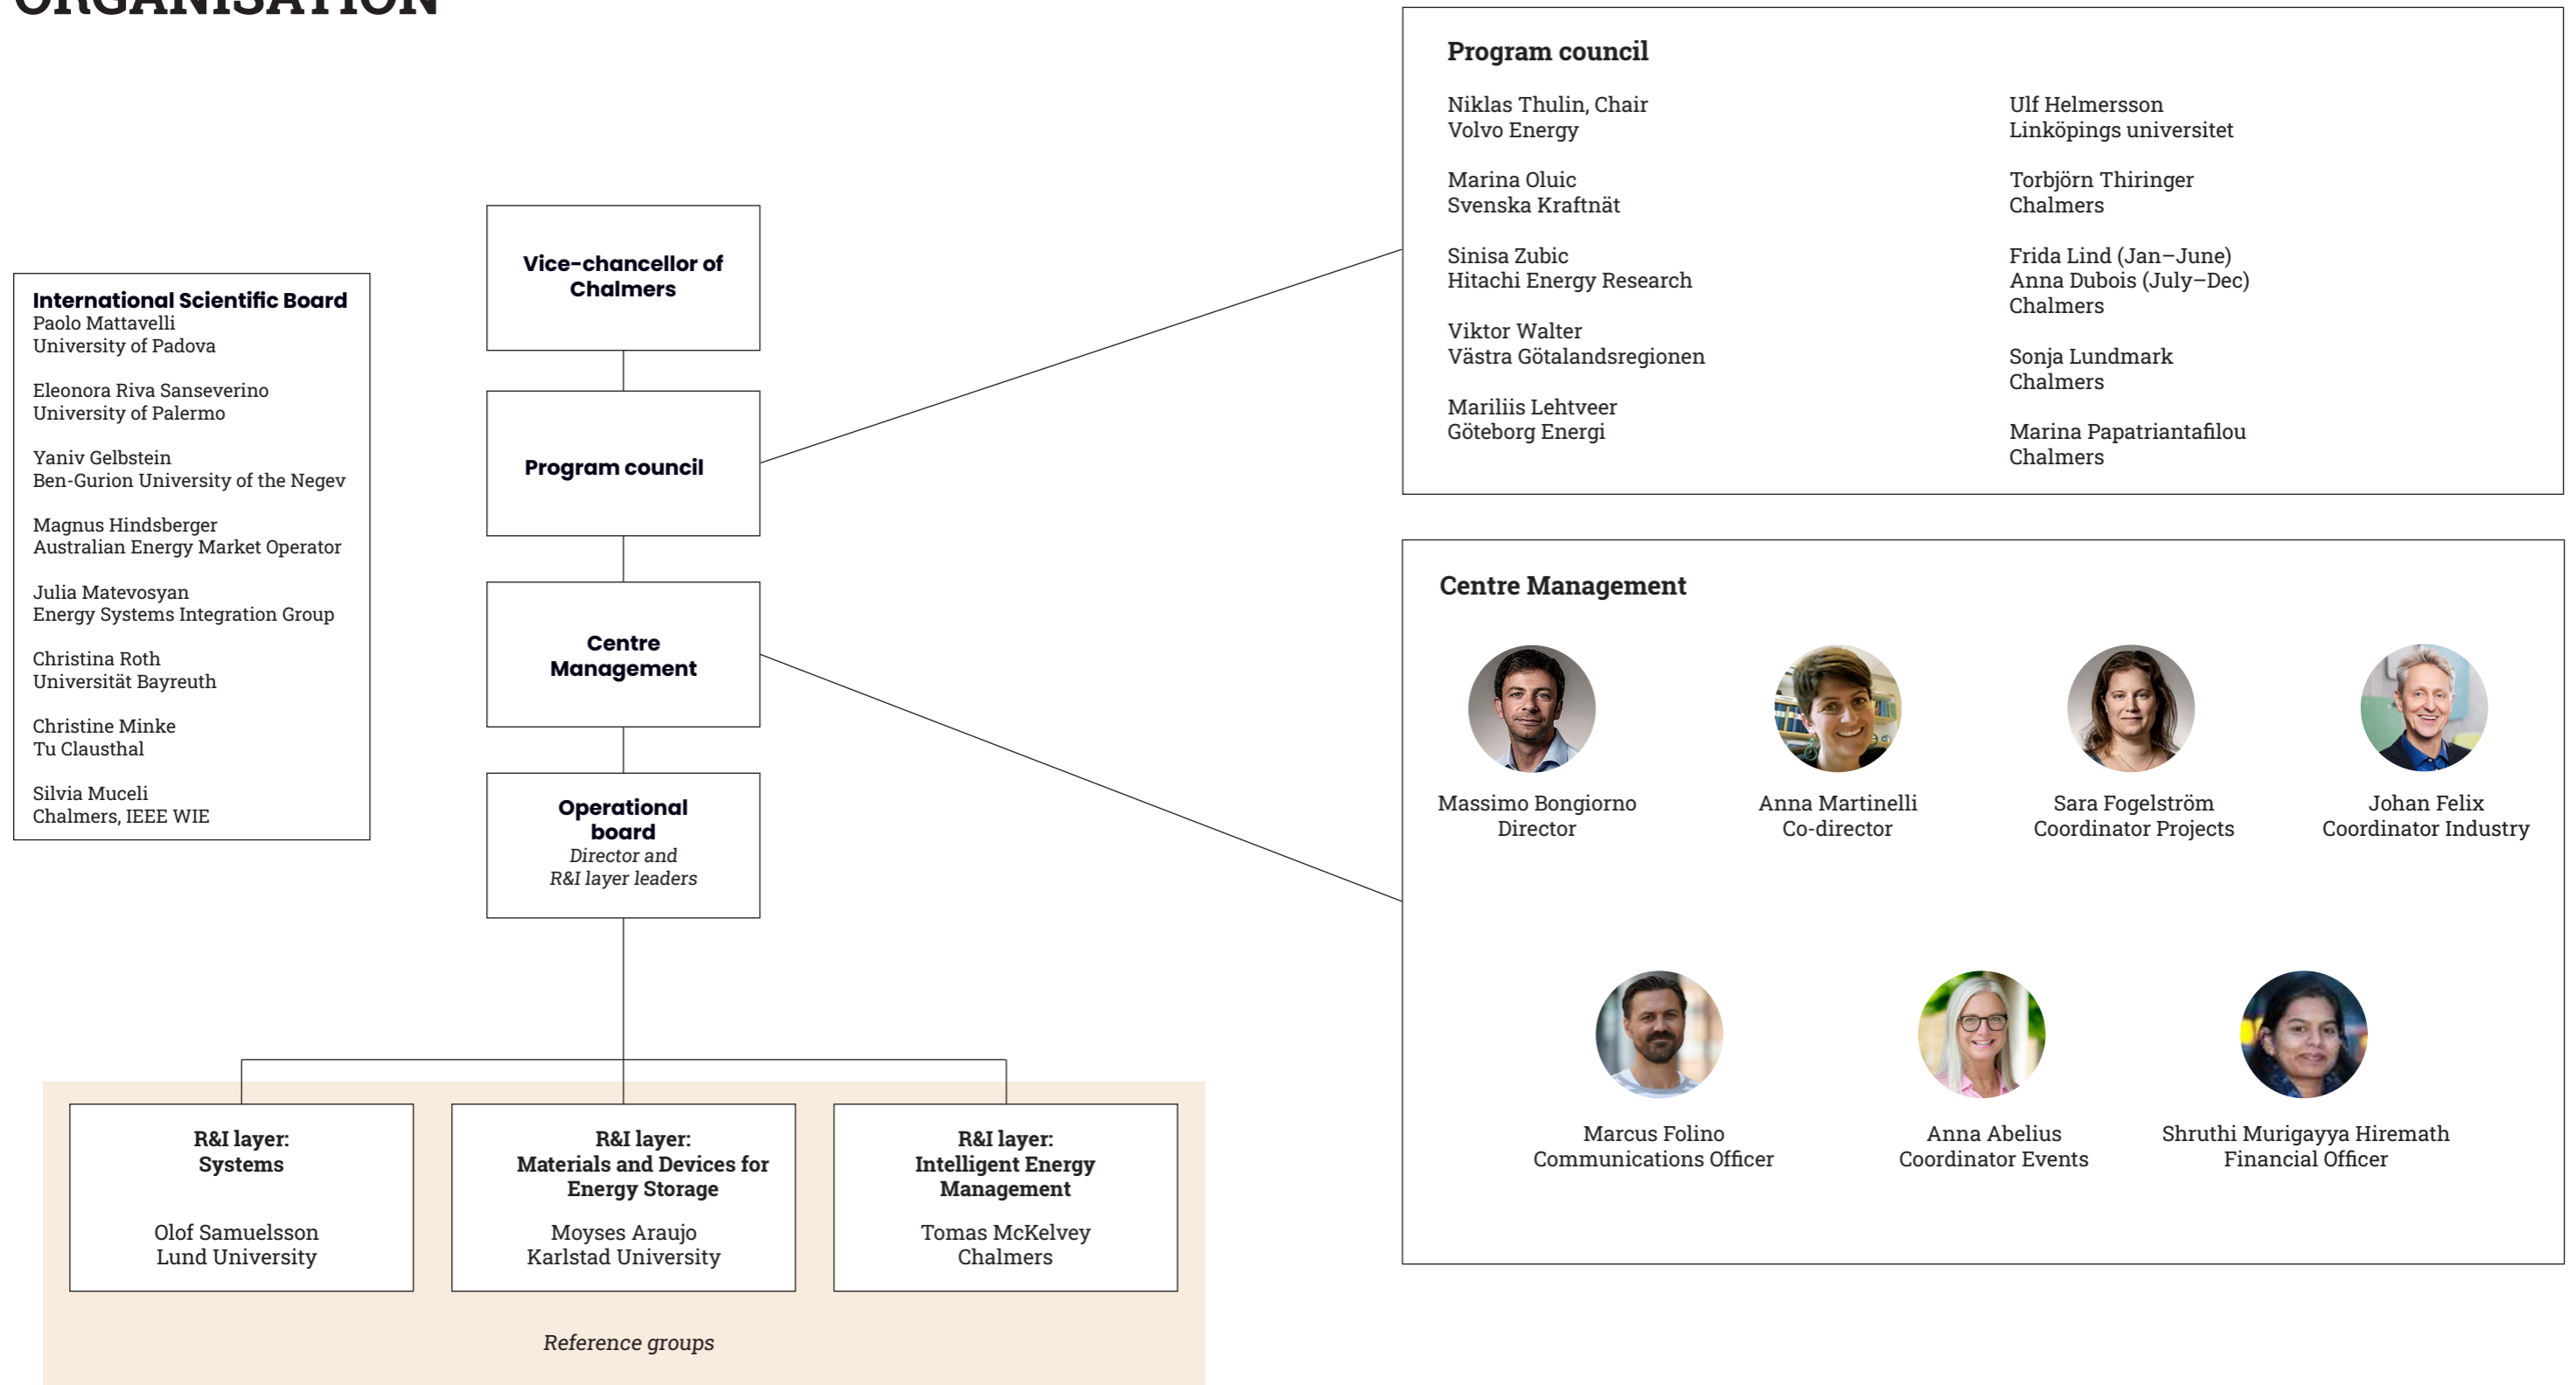 ORGANISATION
International Scientific Board
Paolo Mattavelli
University of Padova
Eleonora Riva Sanseverino
University of Palermo
Yaniv Gelbstein
Ben-Gurion University of the Negev
Magnus Hindsberger
Australian Energy Market Operator
Julia Matevosyan
Energy Systems Integration Group
Christina Roth
Universität Bayreuth
Christine Minke
Tu Clausthal
Silvia Muceli
Chalmers, IEEE WIE
Vice-chancellor of
Chalmers
Program council
Centre
Management
Operational
board
Director and
R&I layer leaders
R&I layer:
Systems
Olof Samuelsson
Lund University
R&I layer:
Materials and Devices for
Energy Storage
Moyses Araujo
Karlstad University
R&I layer:
Intelligent Energy
Management
Tomas McKelvey
Chalmers
Reference groups
Program council
Niklas Thulin, Chair
Volvo Energy
Marina Oluic
Svenska Kraftnät
Sinisa Zubic
Hitachi Energy Research
Viktor Walter
Västra Götalandsregionen
Mariliis Lehtveer
Göteborg Energi
Ulf Helmersson
Linköpings universitet
Torbjörn Thiringer
Chalmers
Frida Lind (Jan–June)
Anna Dubois (July–Dec)
Chalmers
Sonja Lundmark
Chalmers
Marina Papatriantafilou
Chalmers
Centre Management
Massimo Bongiorno
Director
Anna Martinelli
Co-director
Sara Fogelström
Coordinator Projects
Johan Felix
Coordinator Industry
Marcus Folino
Communications Officer
Anna Abelius
Coordinator Events
Shruthi Murigayya Hiremath
Financial Officer